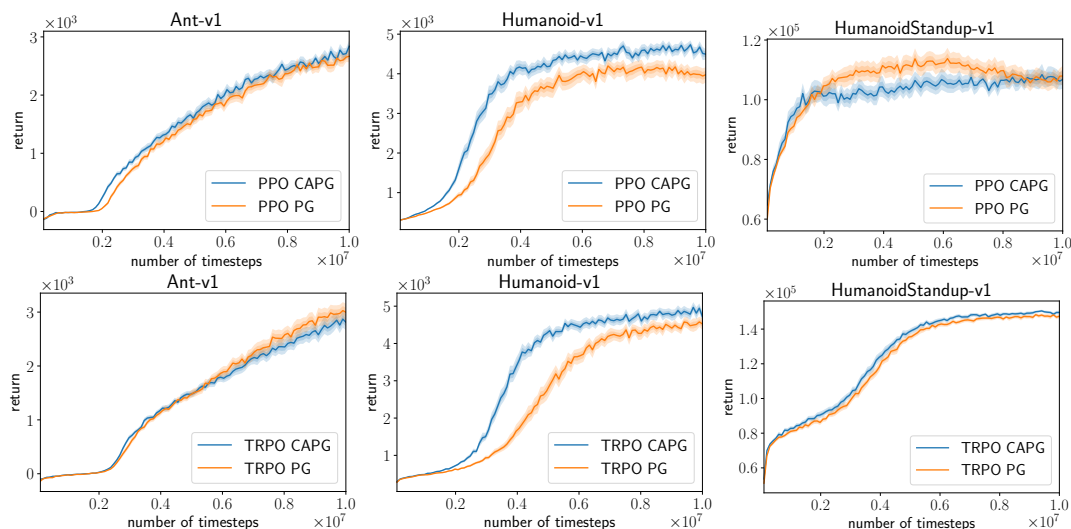 Ant-v1
×10³
3
2
1
0
return
PPO CAPG
PPO PG
0.2 0.4 0.6 0.8 1.0
number of timesteps
×10⁷
Humanoid-v1
×10³
5
4
3
2
1
return
PPO CAPG
PPO PG
0.2 0.4 0.6 0.8 1.0
number of timesteps
×10⁷
HumanoidStandup-v1
×10⁵
1.2
1.0
0.8
0.6
return
PPO CAPG
PPO PG
0.2 0.4 0.6 0.8 1.0
number of timesteps
×10⁷
Ant-v1
×10³
3
2
1
0
return
TRPO CAPG
TRPO PG
0.2 0.4 0.6 0.8 1.0
number of timesteps
×10⁷
Humanoid-v1
×10³
5
4
3
2
1
return
TRPO CAPG
TRPO PG
0.2 0.4 0.6 0.8 1.0
number of timesteps
×10⁷
HumanoidStandup-v1
×10⁵
1.4
1.2
1.0
0.8
0.6
return
TRPO CAPG
TRPO PG
0.2 0.4 0.6 0.8 1.0
number of timesteps
×10⁷